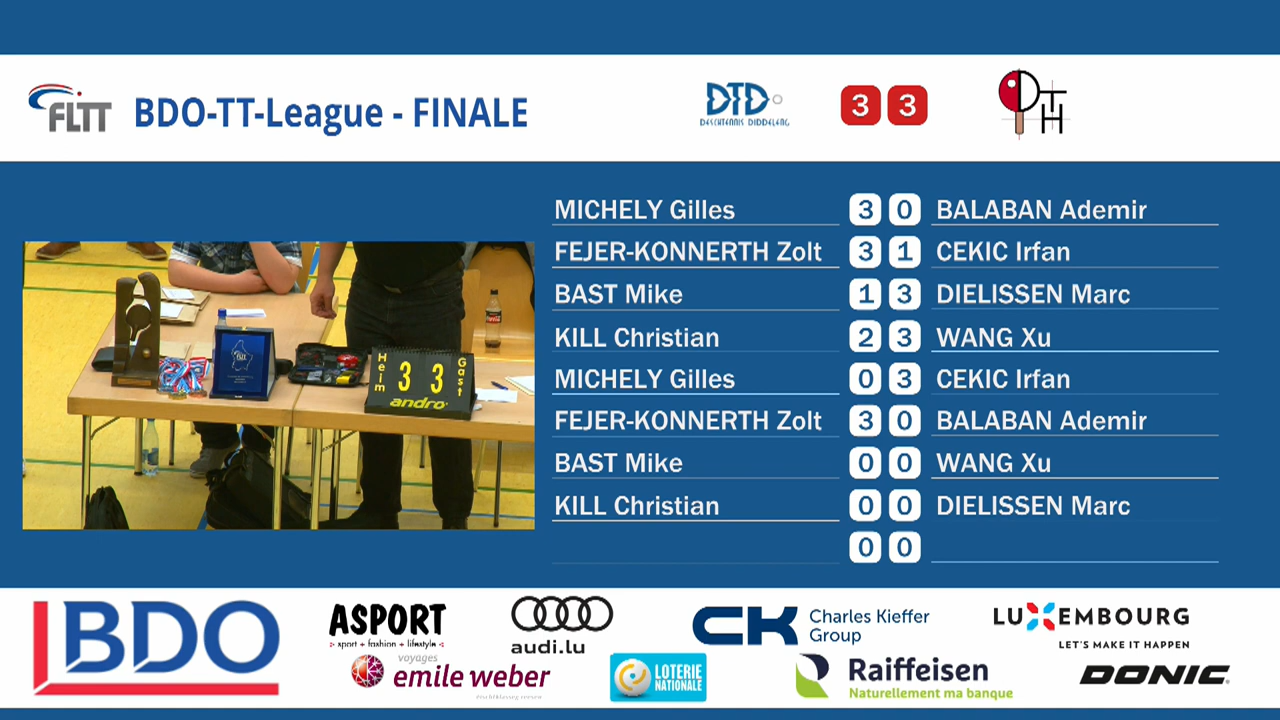 FLTT
BDO-TT-League - FINALE
DTD
DËSCHTENNIS DIDDELENG
3 3
DTH
MICHELY Gilles 3 0 BALABAN Ademir
FEJER-KONNERTH Zolt 3 1 CEKIC Irfan
BAST Mike 1 3 DIELISSEN Marc
KILL Christian 2 3 WANG Xu
MICHELY Gilles 0 3 CEKIC Irfan
FEJER-KONNERTH Zolt 3 0 BALABAN Ademir
BAST Mike 0 0 WANG Xu
KILL Christian 0 0 DIELISSEN Marc
0 0
Heim 3 3 Gast
andro
BDO
ASPORT
sport + fashion + lifestyle
audi.lu
CK Charles Kieffer
Group
LUXEMBOURG
LET'S MAKE IT HAPPEN
voyages
emile weber
LOTERIE
NATIONALE
Raiffeisen
Naturellement ma banque
DONIC